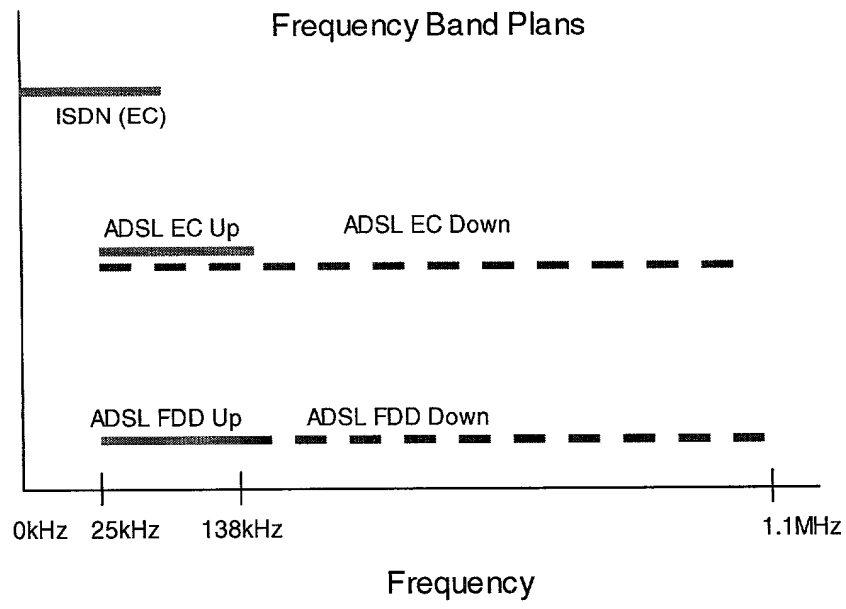 Frequency Band Plans
ISDN (EC)
ADSL EC Up
ADSL EC Down
ADSL FDD Up
ADSL FDD Down
0kHz
25kHz
138kHz
1.1MHz
Frequency